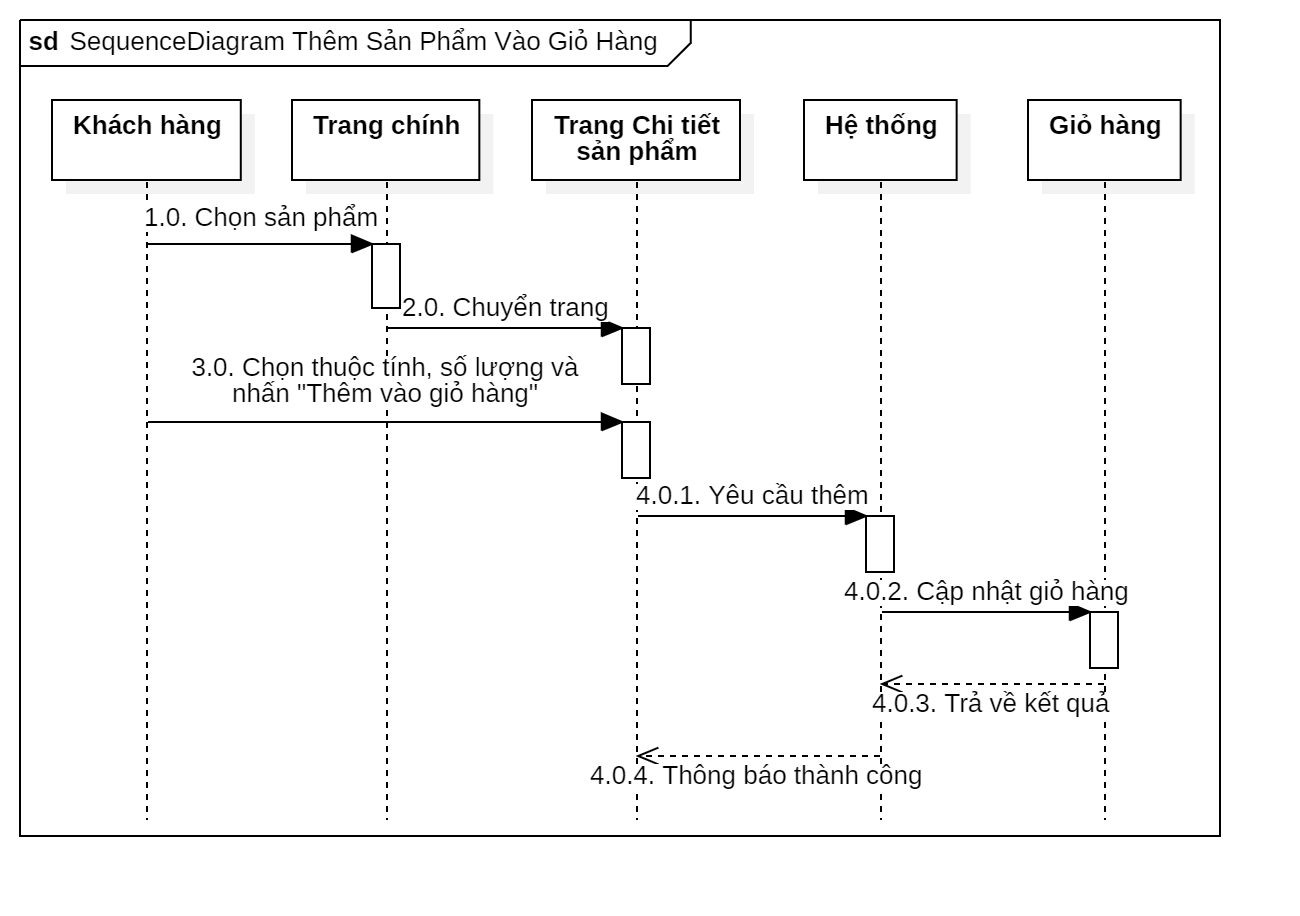 sd SequenceDiagram Thêm Sản Phẩm Vào Giỏ Hàng
Khách hàng
Trang chính
Trang Chi tiết
sản phẩm
Hệ thống
Giỏ hàng
1.0. Chọn sản phẩm
2.0. Chuyển trang
3.0. Chọn thuộc tính, số lượng và
nhấn "Thêm vào giỏ hàng"
4.0.1. Yêu cầu thêm
4.0.2. Cập nhật giỏ hàng
4.0.3. Trả về kết quả
4.0.4. Thông báo thành công